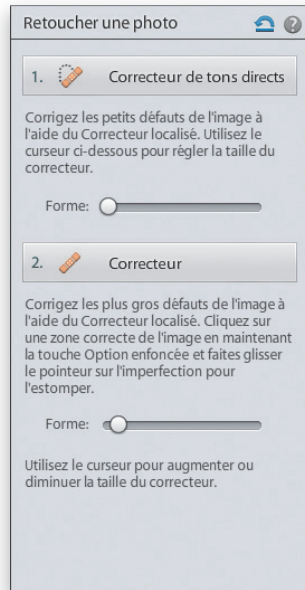 Retoucher une photo
1. Correcteur de tons directs
Corrigez les petits défauts de l'image à
l'aide du Correcteur localisé. Utilisez le
curseur ci-dessous pour régler la taille du
correcteur.
Forme:
2. Correcteur
Corrigez les plus gros défauts de l'image à
l'aide du Correcteur localisé. Cliquez sur
une zone correcte de l'image en maintenant
la touche Option enfoncée et faites glisser
le pointeur sur l'imperfection pour
l'estomper.
Forme:
Utilisez le curseur pour augmenter ou
diminuer la taille du correcteur.